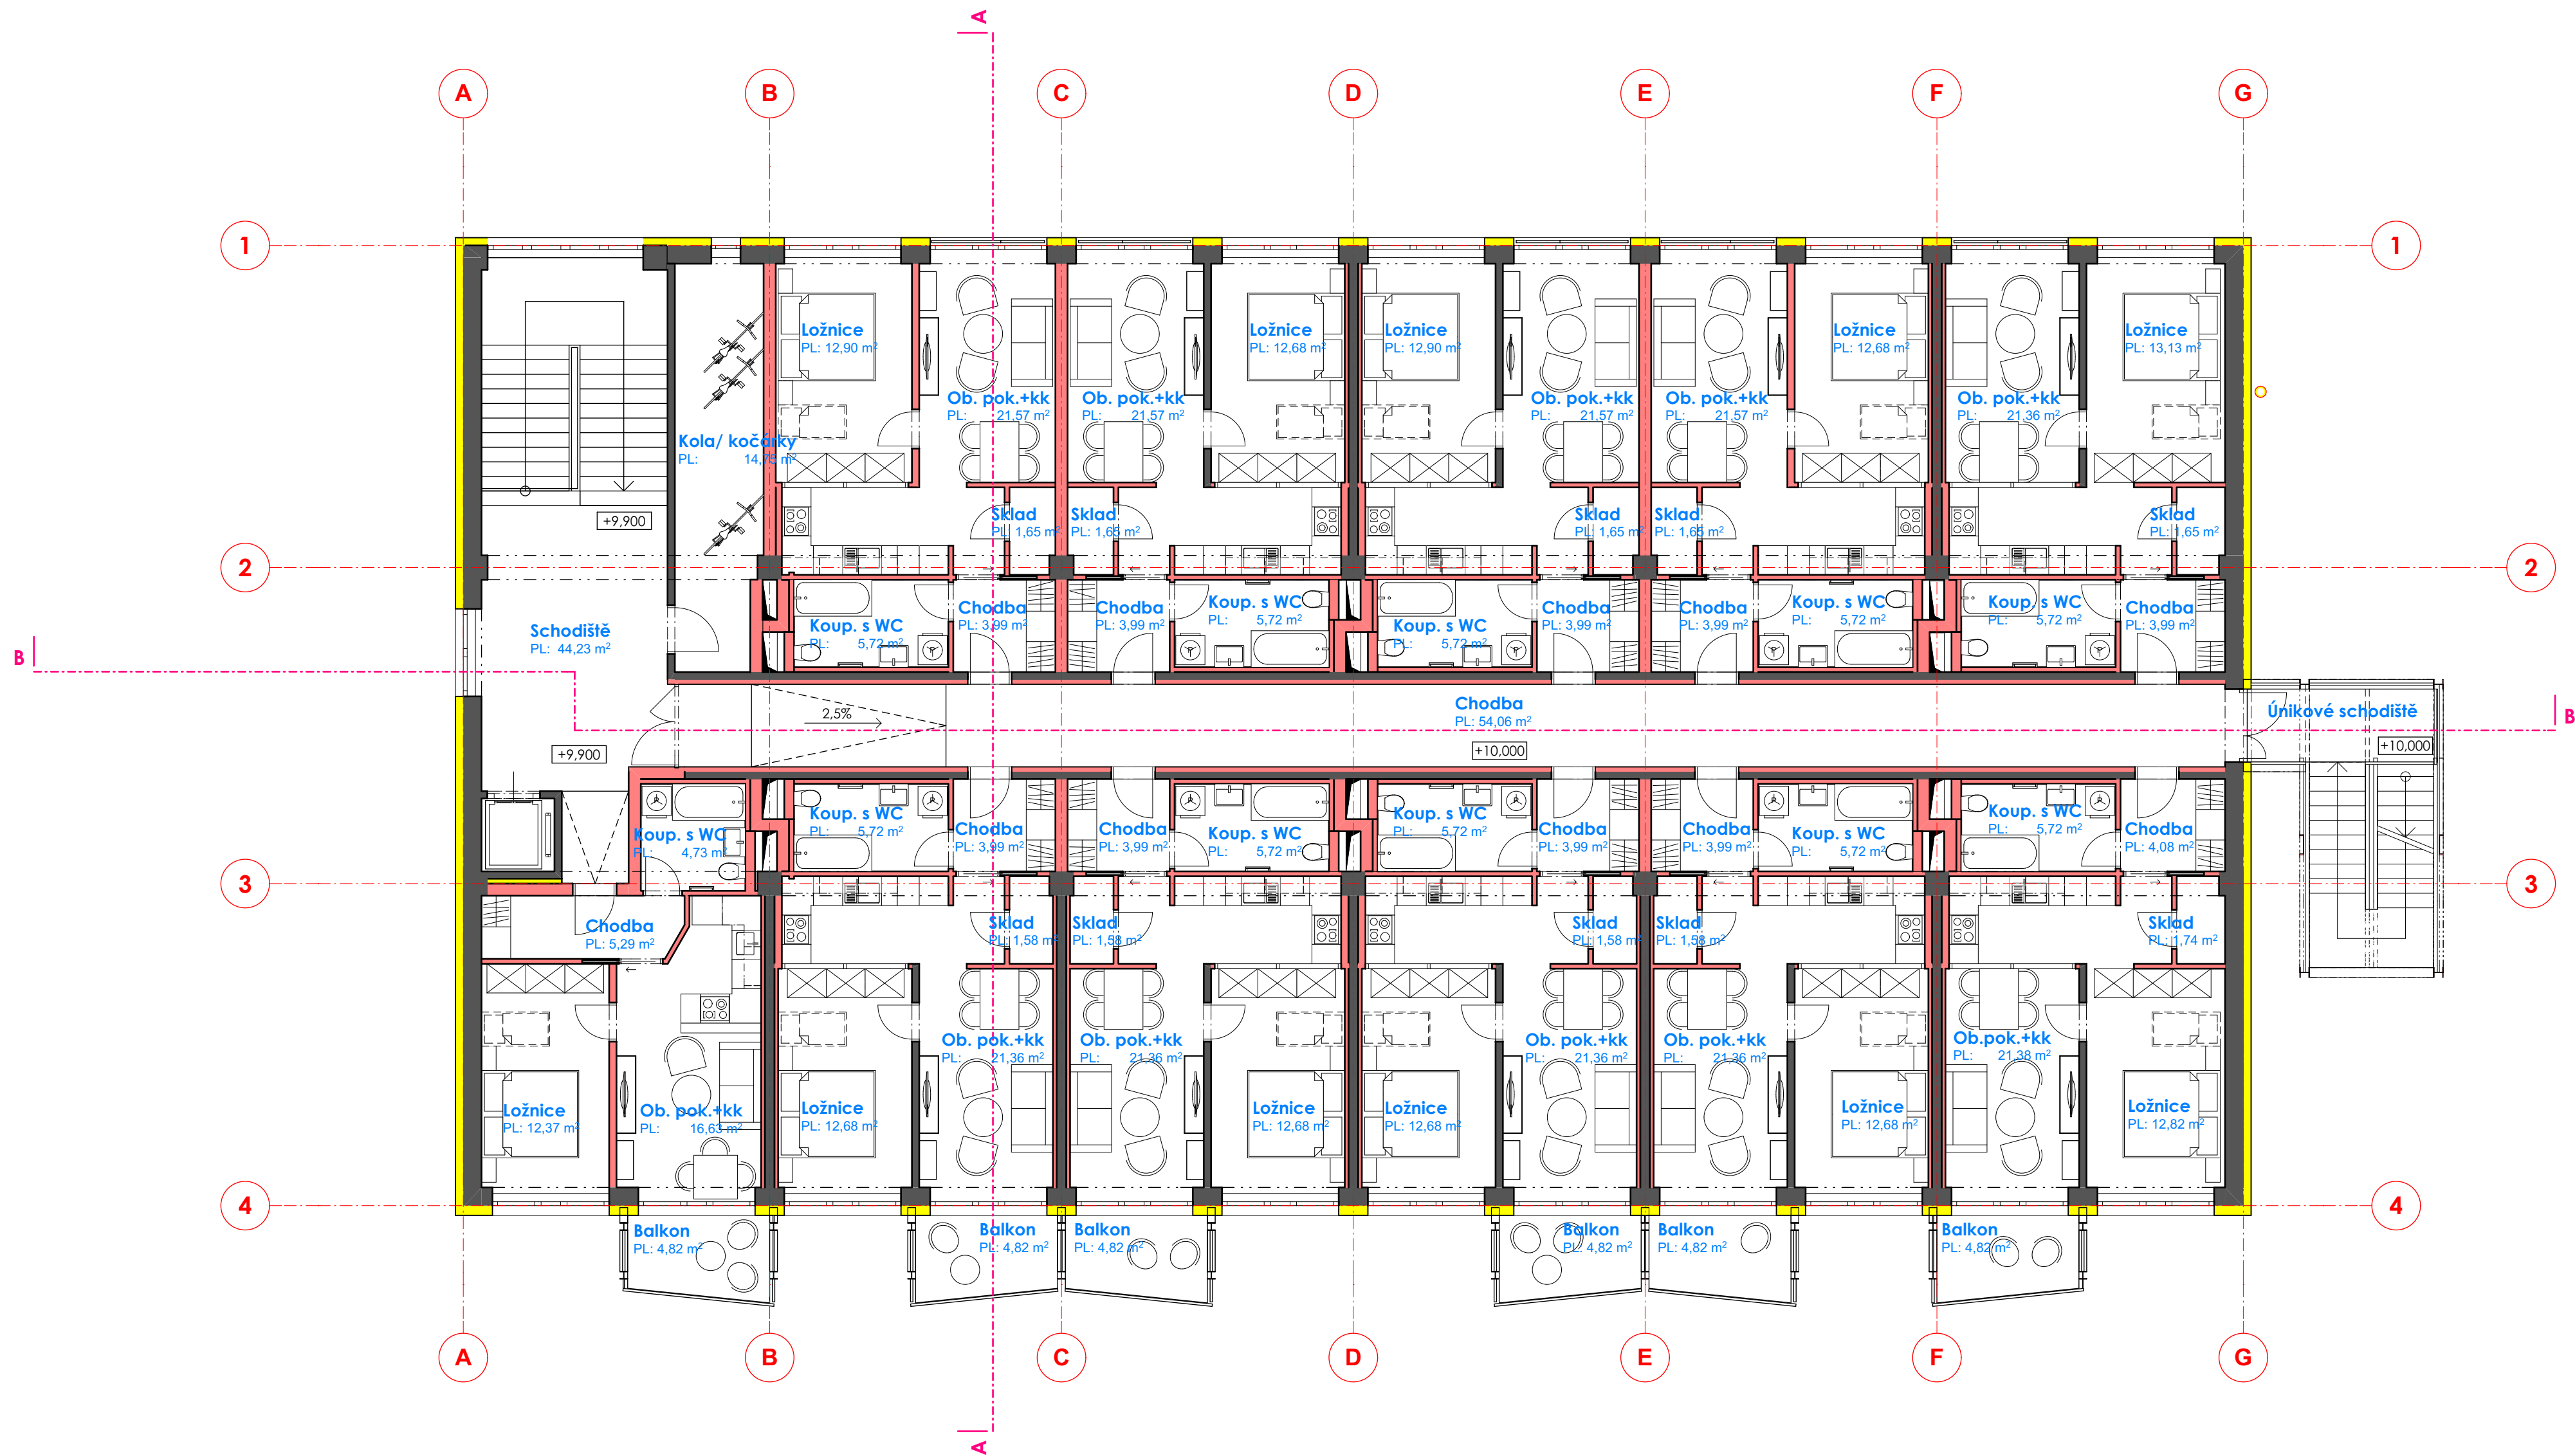 A
A
B
C
D
E
F
G
1
1
Ložnice
PL: 12,90 m²
Ložnice
PL: 12,68 m²
Ložnice
PL: 12,90 m²
Ložnice
PL: 12,68 m²
Ložnice
PL: 13,13 m²
Ob. pok.+kk
PL: 21,57 m²
Ob. pok.+kk
PL: 21,57 m²
Ob. pok.+kk
PL: 21,57 m²
Ob. pok.+kk
PL: 21,57 m²
Ob. pok.+kk
PL: 21,36 m²
Kola/ kočárky
PL: 14,75 m²
+9,900
Sklad
PL: 1,65 m²
Sklad
PL: 1,65 m²
Sklad
PL: 1,65 m²
Sklad
PL: 1,65 m²
Sklad
PL: 1,65 m²
2
2
Schodiště
PL: 44,23 m²
Koup. s WC
PL: 5,72 m²
Chodba
PL: 3,99 m²
Chodba
PL: 3,99 m²
Koup. s WC
PL: 5,72 m²
Koup. s WC
PL: 5,72 m²
Chodba
PL: 3,99 m²
Chodba
PL: 3,99 m²
Koup. s WC
PL: 5,72 m²
Koup. s WC
PL: 5,72 m²
Chodba
PL: 3,99 m²
B
B
2,5%
Chodba
PL: 54,06 m²
+10,000
Únikové schodiště
+10,000
+9,900
Koup. s WC
PL: 4,73 m²
Koup. s WC
PL: 5,72 m²
Chodba
PL: 3,99 m²
Chodba
PL: 3,99 m²
Koup. s WC
PL: 5,72 m²
Koup. s WC
PL: 5,72 m²
Chodba
PL: 3,99 m²
Chodba
PL: 3,99 m²
Koup. s WC
PL: 5,72 m²
Koup. s WC
PL: 5,72 m²
Chodba
PL: 4,08 m²
3
3
Chodba
PL: 5,29 m²
Sklad
PL: 1,58 m²
Sklad
PL: 1,58 m²
Sklad
PL: 1,58 m²
Sklad
PL: 1,58 m²
Sklad
PL: 1,74 m²
Ob. pok.+kk
PL: 21,36 m²
Ob. pok.+kk
PL: 21,36 m²
Ob. pok.+kk
PL: 21,36 m²
Ob. pok.+kk
PL: 21,36 m²
Ob.pok.+kk
PL: 21,38 m²
Ložnice
PL: 12,37 m²
Ob. pok.+kk
PL: 16,63 m²
Ložnice
PL: 12,68 m²
Ložnice
PL: 12,68 m²
Ložnice
PL: 12,68 m²
Ložnice
PL: 12,68 m²
Ložnice
PL: 12,82 m²
4
4
Balkon
PL: 4,82 m²
Balkon
PL: 4,82 m²
Balkon
PL: 4,82 m²
Balkon
PL: 4,82 m²
Balkon
PL: 4,82 m²
Balkon
PL: 4,82 m²
A
B
C
D
E
F
G
A